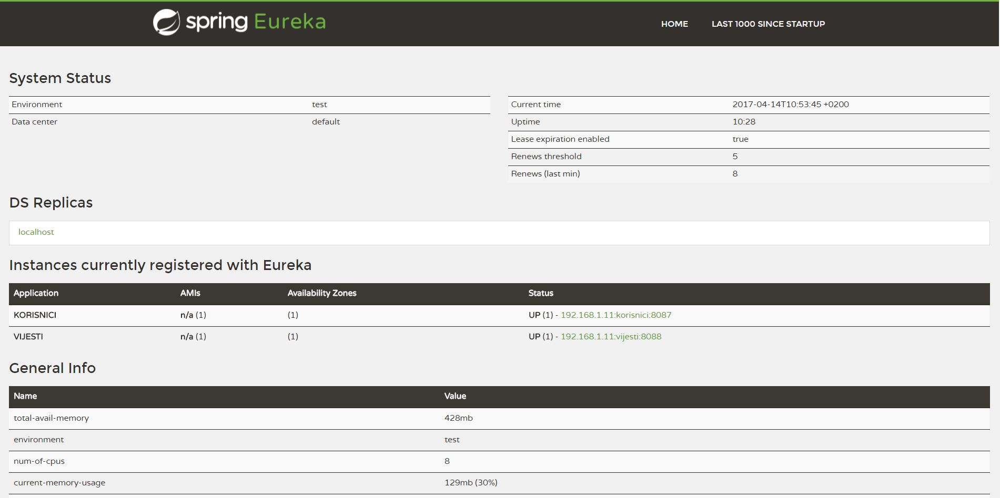 spring Eureka
HOME LAST 1000 SINCE STARTUP
System Status
Environment test
Data center default
Current time 2017-04-14T10:53:45 +0200
Uptime 10:28
Lease expiration enabled true
Renews threshold 5
Renews (last min) 8
DS Replicas
localhost
Instances currently registered with Eureka
Application AMIs Availability Zones Status
KORISNICI n/a (1) (1) UP (1) - 192.168.1.11:korisnici:8087
VIJESTI n/a (1) (1) UP (1) - 192.168.1.11:vijesti:8088
General Info
Name Value
total-avail-memory 428mb
environment test
num-of-cpus 8
current-memory-usage 129mb (30%)